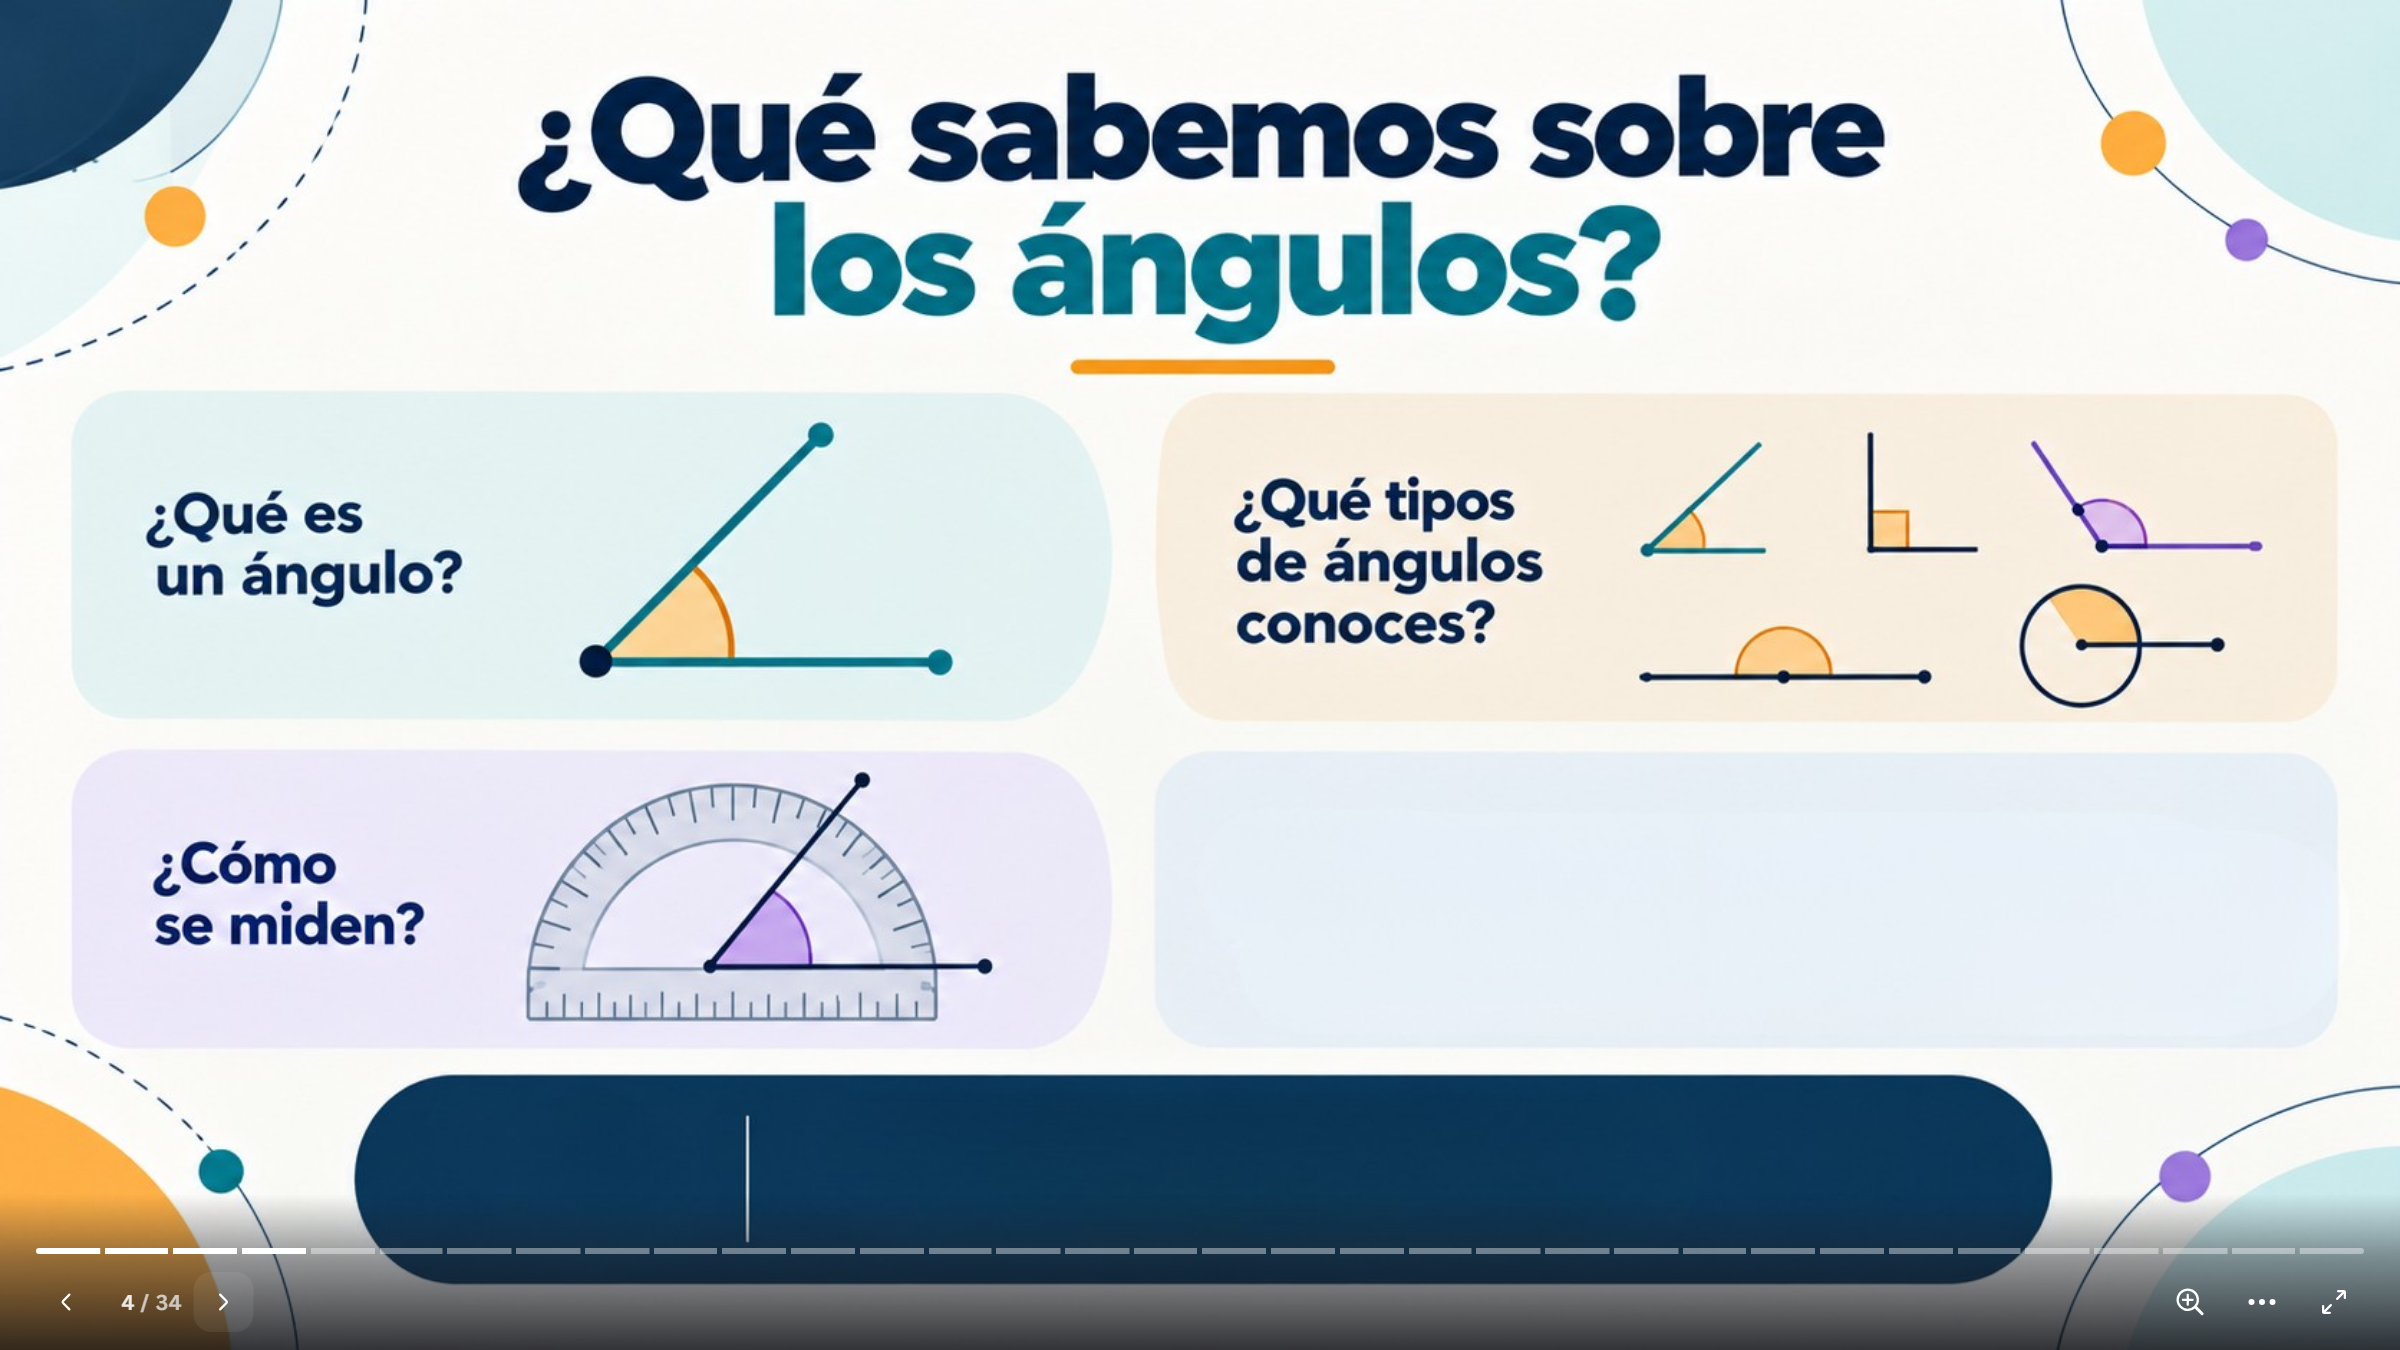 ¿Qué sabemos sobre
los ángulos?
¿Qué es
un ángulo?
¿Qué tipos
de ángulos
conoces?
¿Cómo
se miden?
4 / 34